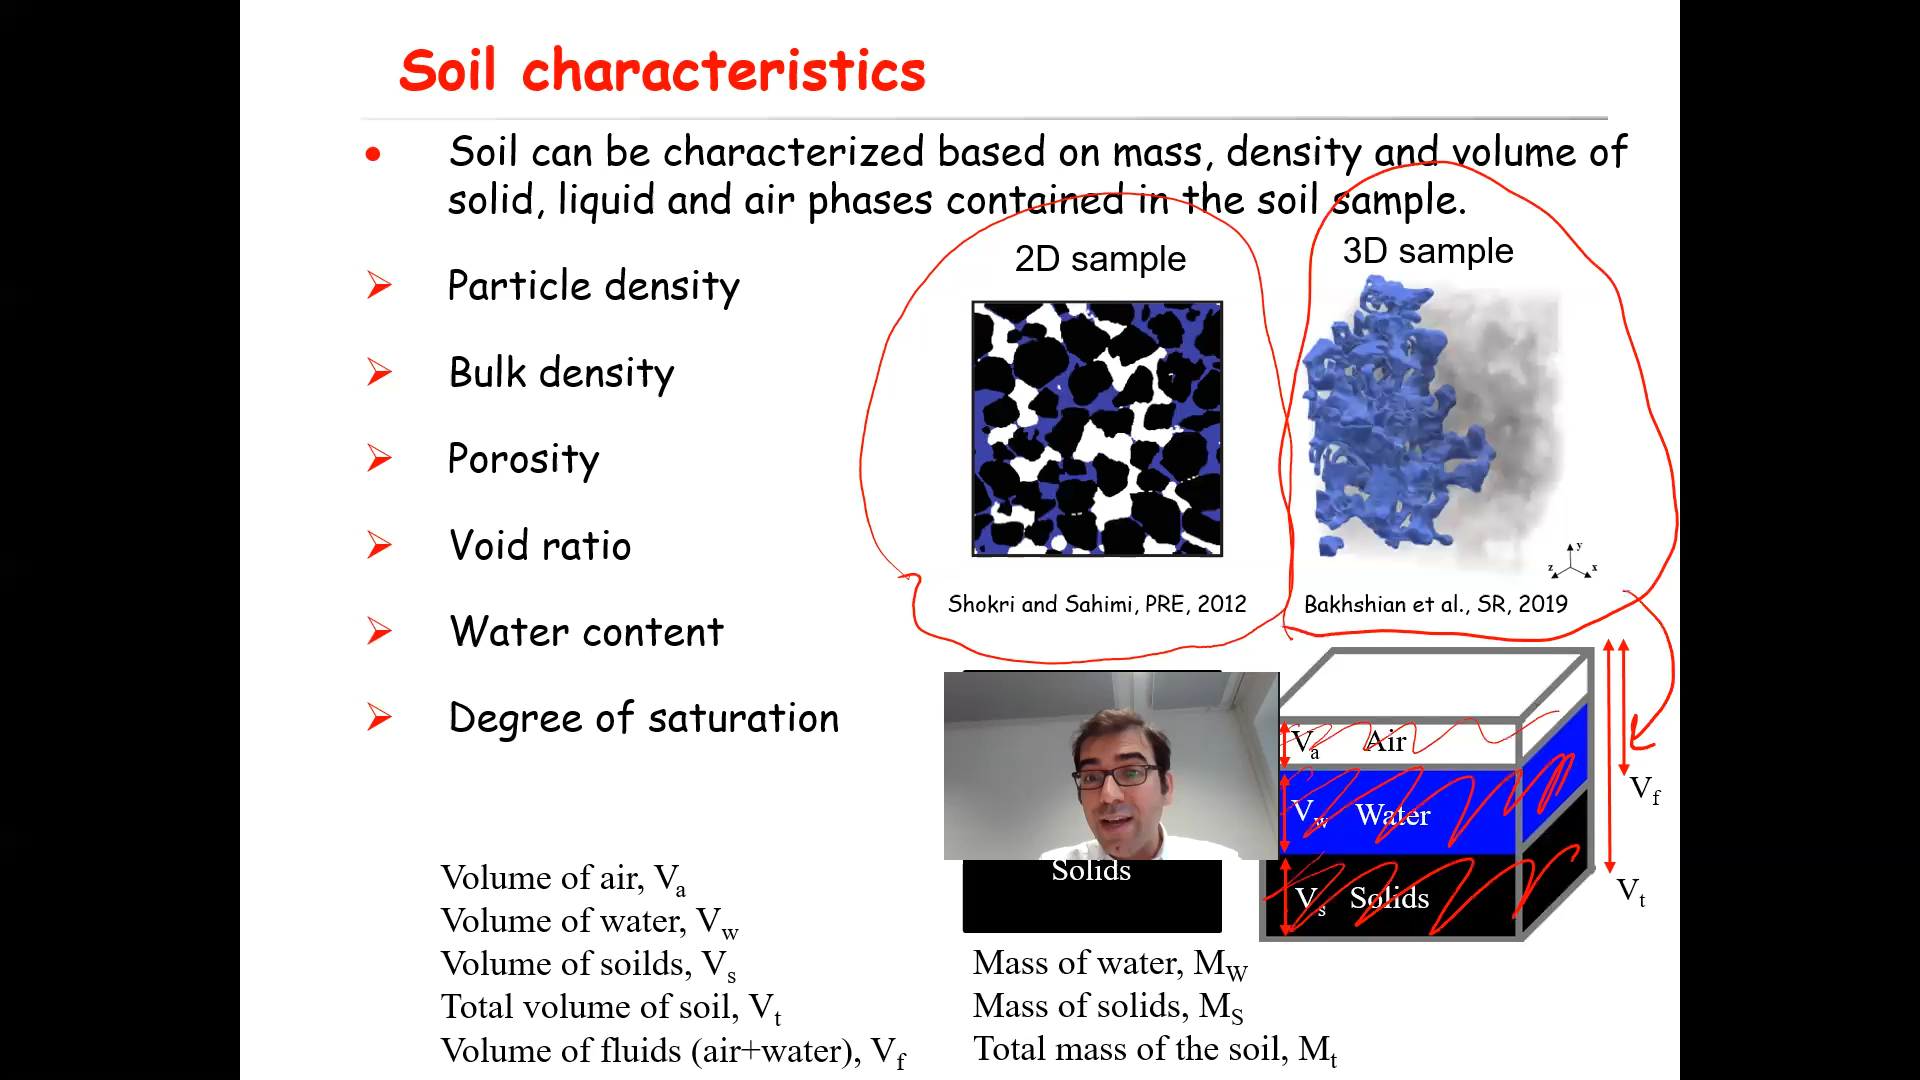 Soil characteristics
• Soil can be characterized based on mass, density and volume of
solid, liquid and air phases contained in the soil sample.
2D sample
3D sample
➢ Particle density
➢ Bulk density
➢ Porosity
➢ Void ratio
➢ Water content
➢ Degree of saturation
y
z
x
Shokri and Sahimi, PRE, 2012
Bakhshian et al., SR, 2019
Va Air
Vw Water
Vs Solids
Vf
Vt
Solids
Volume of air, Va
Volume of water, Vw
Volume of soilds, Vs
Total volume of soil, Vt
Volume of fluids (air+water), Vf
Mass of water, MW
Mass of solids, MS
Total mass of the soil, Mt